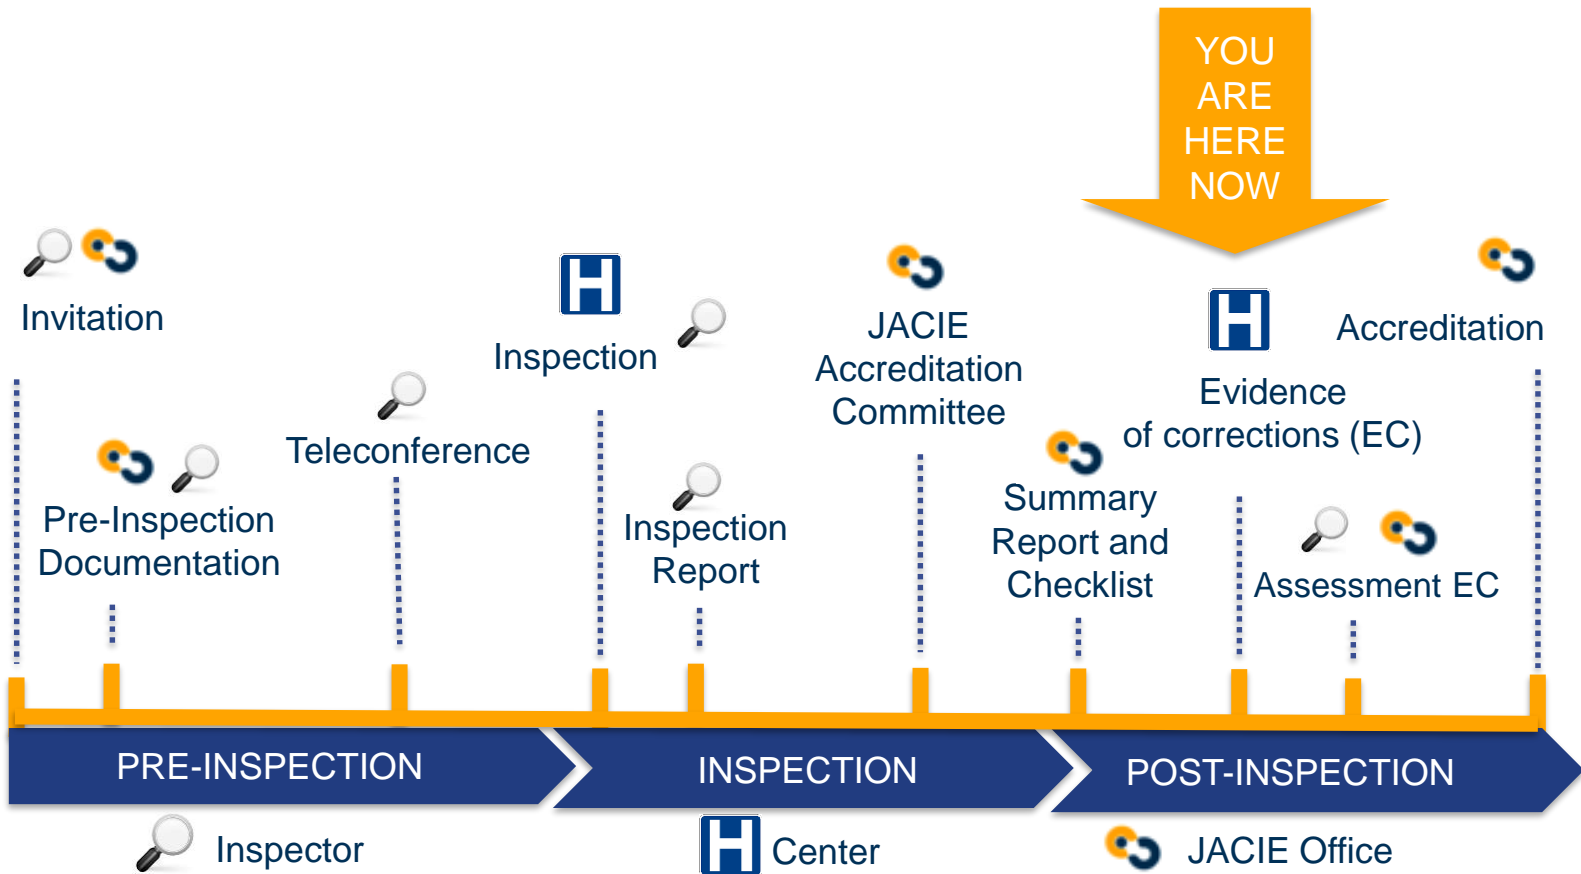 YOU
ARE
HERE
NOW
Invitation
Pre-Inspection
Documentation
Teleconference
Inspection
Inspection
Report
JACIE
Accreditation
Committee
Summary
Report and
Checklist
Evidence
of corrections (EC)
Assessment EC
Accreditation
PRE-INSPECTION
INSPECTION
POST-INSPECTION
Inspector
H Center
JACIE Office